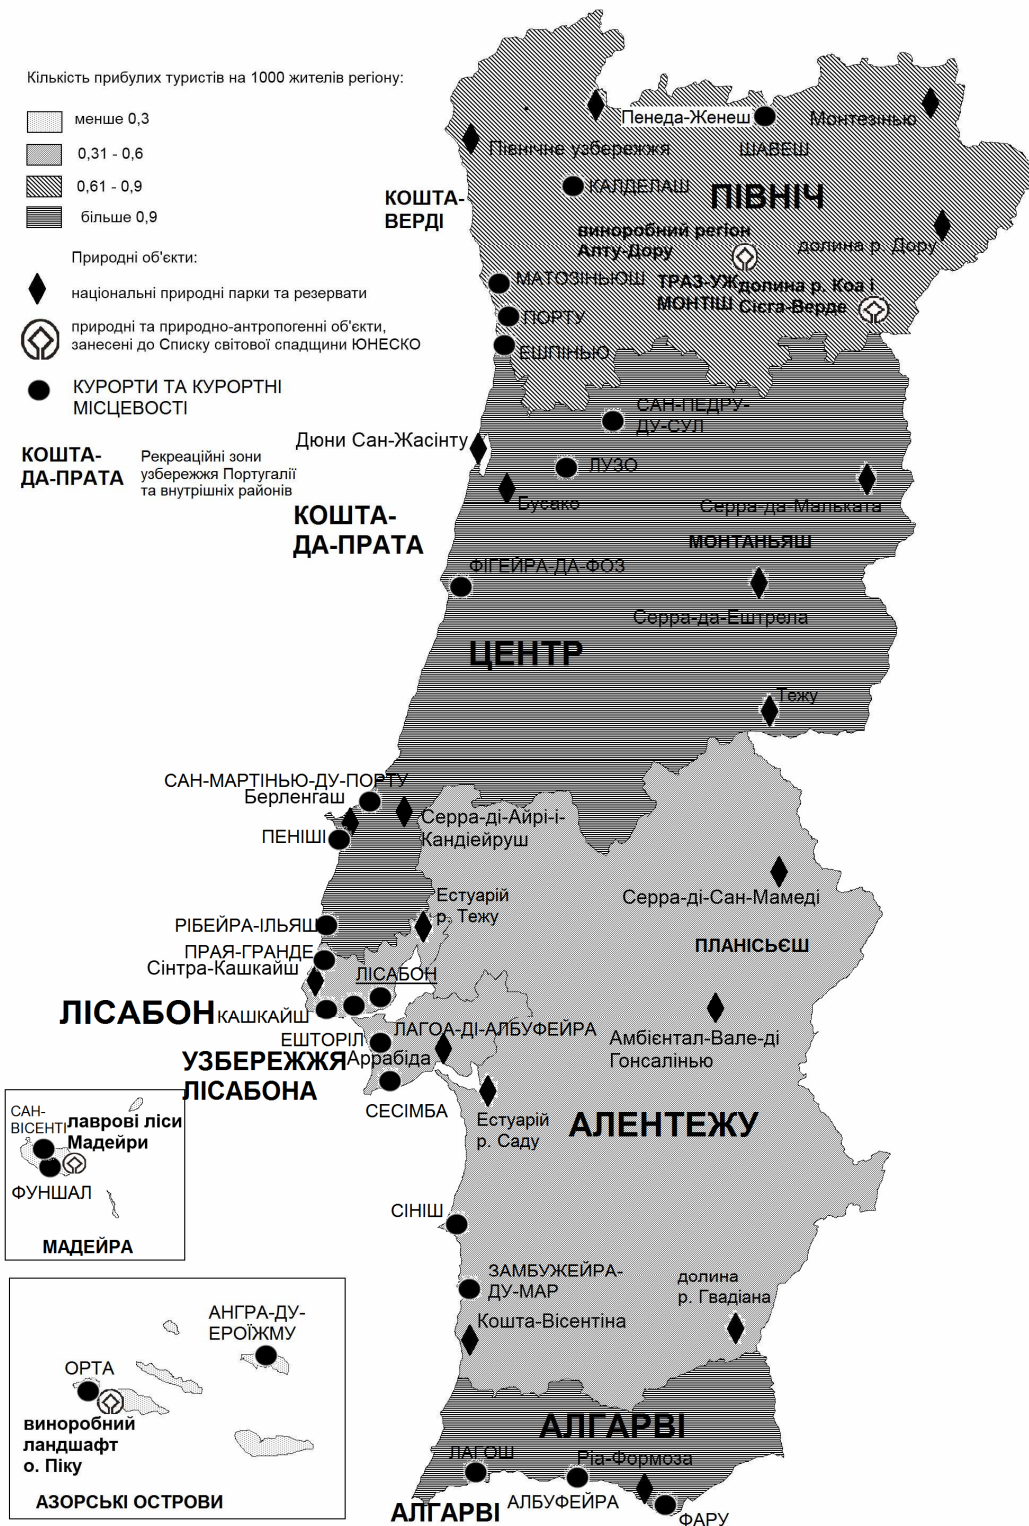 Кількість прибулих туристів на 1000 жителів регіону:
менше 0,3
0,31 - 0,6
0,61 - 0,9
більше 0,9
Природні об'єкти:
національні природні парки та резервати
природні та природно-антропогенні об'єкти,
занесені до Списку світової спадщини ЮНЕСКО
КУРОРТИ ТА КУРОРТНІ
МІСЦЕВОСТІ
КОШТА-
ДА-ПРАТА
Рекреаційні зони
узбережжя Португалії
та внутрішніх районів
Пенеда-Женеш
Монтезінью
Північне узбережжя
ШАВЕШ
КАЛДЕЛАШ
ПІВНІЧ
КОШТА-
ВЕРДІ
виноробний регіон
Алту-Дору
долина р. Дору
МАТОЗІНЬЮШ
ТРАЗ-УЖ
МОНТІШ
долина р. Коа і
Сієга-Верде
ПОРТУ
ЕШПІНЬЮ
САН-ПЕДРУ-
ДУ-СУЛ
Дюни Сан-Жасінту
ЛУЗО
Бусако
Серра-да-Мальката
КОШТА-
ДА-ПРАТА
МОНТАНЬЯШ
ФІГЕЙРА-ДА-ФОЗ
Серра-да-Ештрела
ЦЕНТР
Тежу
САН-МАРТІНЬЮ-ДУ-ПОРТУ
Берленгаш
Серра-ді-Айрі-і-
Кандієйруш
ПЕНІШІ
Серра-ді-Сан-Мамеді
Естуарій
р. Тежу
РІБЕЙРА-ІЛЬЯШ
ПРАЯ-ГРАНДЕ
Сінтра-Кашкайш
ПЛАНІСЬЄШ
ЛІСАБОН
ЛІСАБОН
КАШКАЙШ
ЕШТОРІЛ
ЛАГОА-ДІ-АЛБУФЕЙРА
Амбієнтал-Вале-ді
Гонсалінью
УЗБЕРЕЖЖЯ
ЛІСАБОНА
Аррабіда
СЕСІМБА
Естуарій
р. Саду
АЛЕНТЕЖУ
САН-
ВІСЕНТІ
лаврові ліси
Мадейри
ФУНШАЛ
МАДЕЙРА
СІНІШ
ЗАМБУЖЕЙРА-
ДУ-МАР
долина
р. Гвадіана
Кошта-Вісентіна
АНГРА-ДУ-
ЕРОЇЖМУ
ОРТА
виноробний
ландшафт
о. Піку
АЗОРСЬКІ ОСТРОВИ
АЛГАРВІ
ЛАГОШ
Ріа-Формоза
АЛГАРВІ
АЛБУФЕЙРА
ФАРУ